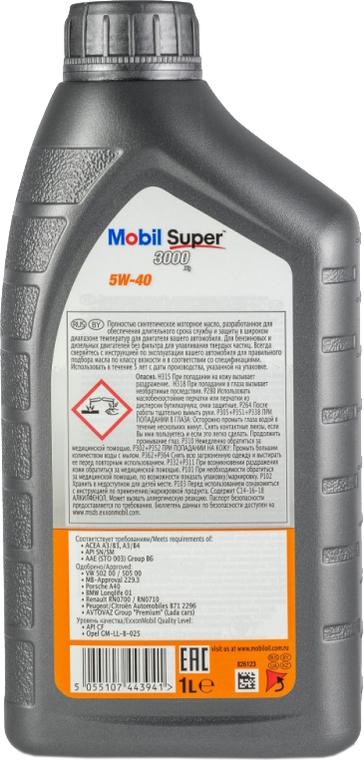 Mobil Super™
3000 X1
5W-40
RUS BY Полностью синтетическое моторное масло, разработанное для
обеспечения длительного срока службы и защиты в широком
диапазоне температур для двигателя вашего автомобиля. Для бензиновых и
дизельных двигателей без фильтра для улавливания твердых частиц. Всегда
сверяйтесь с инструкцией по эксплуатации вашего автомобиля для правильного
подбора масла по классу вязкости и в соответствии со спецификациями.
Использовать в течение 5 лет с даты производства, указанной на упаковке.
Опасно. H315 При попадании на кожу вызывает
раздражение. H318 При попадании в глаза вызывает
необратимые последствия. P280 Использовать
маслобензостойкие перчатки или перчатки из
дисперсии бутилкаучука, очки защитные. P264 После
работы тщательно вымыть руки. P305+P351+P338 ПРИ
ПОПАДАНИИ В ГЛАЗА: Осторожно промыть глаза водой в
течение нескольких минут. Снять контактные линзы, если
Вы ими пользуетесь и если это легко сделать. Продолжить
промывание глаз. P310 Немедленно обратиться за
медицинской помощью. P302+P352 ПРИ ПОПАДАНИИ НА КОЖУ: Промыть большим
количеством воды с мылом. P362+P364 Снять всю загрязненную одежду и выстирать
ее перед повторным использованием. P332+P313 При возникновении раздражения
кожи обратиться за медицинской помощью. P101 При необходимости обратиться
за медицинской помощью, по возможности показать упаковку/маркировку. P102
Хранить в недоступном для детей месте. P103 Перед использованием ознакомиться
с инструкцией по применению/маркировкой продукта. Содержит C14-16-18
АЛКИЛФЕНОЛ. Может вызвать аллергическую реакцию. Паспорт безопасности
предоставляется по требованию. Бюллетень данных по безопасности доступен на
www.msds.exxonmobil.com.
Соответствует требованиям/Meets requirements of:
• ACEA A3/B3, A3/B4
• API SN/SM
• AAE (STO 003) Group B6
VW 502 00 / 505 00
• MB-Approval 229.3
• Porsche A40
• BMW Longlife 01
• Renault RN0700 / RN0710
• Peugeot/Citroën Automobiles B71 2296
• AVTOVAZ Group "Premium" (Lada cars)
Уровень качества/ExxonMobil Quality Level:
• API CF
• Opel GM-LL-B-025
visit us at www.mobiloil.com.ru
826123
EAC
1L℮
5 055107 443941 >